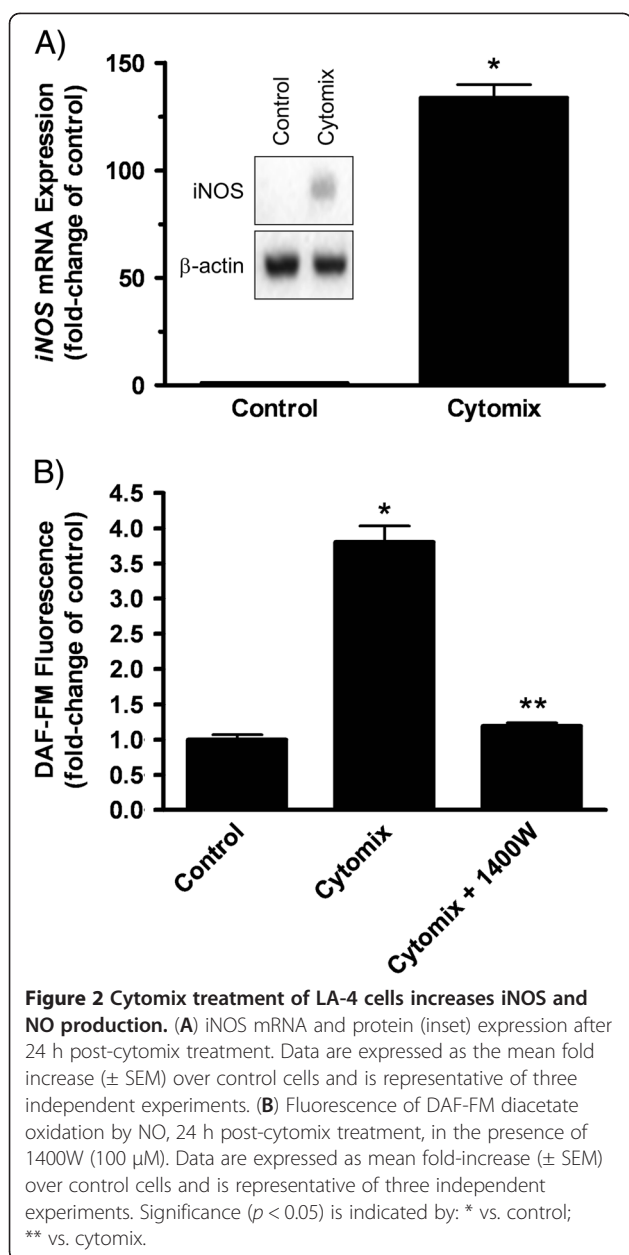 A)
iNOS mRNA Expression
(fold-change of control)
150
100
50
0
Control
Cytomix
iNOS
β-actin
*
Control
Cytomix
B)
DAF-FM Fluorescence
(fold-change of control)
4.5
4.0
3.5
3.0
2.5
2.0
1.5
1.0
0.5
0.0
*
**
Control
Cytomix
Cytomix + 1400W
Figure 2 Cytomix treatment of LA-4 cells increases iNOS and
NO production. (A) iNOS mRNA and protein (inset) expression after
24 h post-cytomix treatment. Data are expressed as the mean fold
increase (± SEM) over control cells and is representative of three
independent experiments. (B) Fluorescence of DAF-FM diacetate
oxidation by NO, 24 h post-cytomix treatment, in the presence of
1400W (100 μM). Data are expressed as mean fold-increase (± SEM)
over control cells and is representative of three independent
experiments. Significance (p < 0.05) is indicated by: * vs. control;
** vs. cytomix.